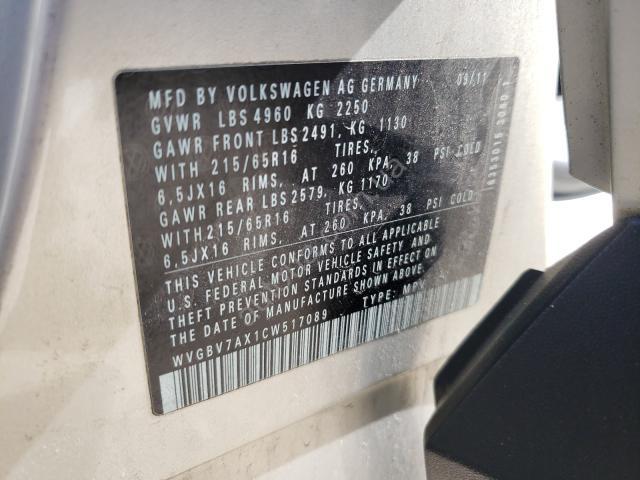 MFD BY VOLKSWAGEN AG GERMANY 03/11
GVWR LBS 4960 KG 2250
GAWR FRONT LBS 2491, KG 1130
WITH 215/65R16 TIRES,
6,5JX16 RIMS, AT 260 KPA, 38 PSI COLD
GAWR REAR LBS 2579, KG 1170
WITH 215/65R16 TIRES,
6,5JX16 RIMS, AT 260 KPA, 38 PSI COLD
THIS VEHICLE CONFORMS TO ALL APPLICABLE
U.S. FEDERAL MOTOR VEHICLE SAFETY AND
THEFT PREVENTION STANDARDS IN EFFECT ON
THE DATE OF MANUFACTURE SHOWN ABOVE.
WVGBV7AX1CW517089 TYPE: MPV